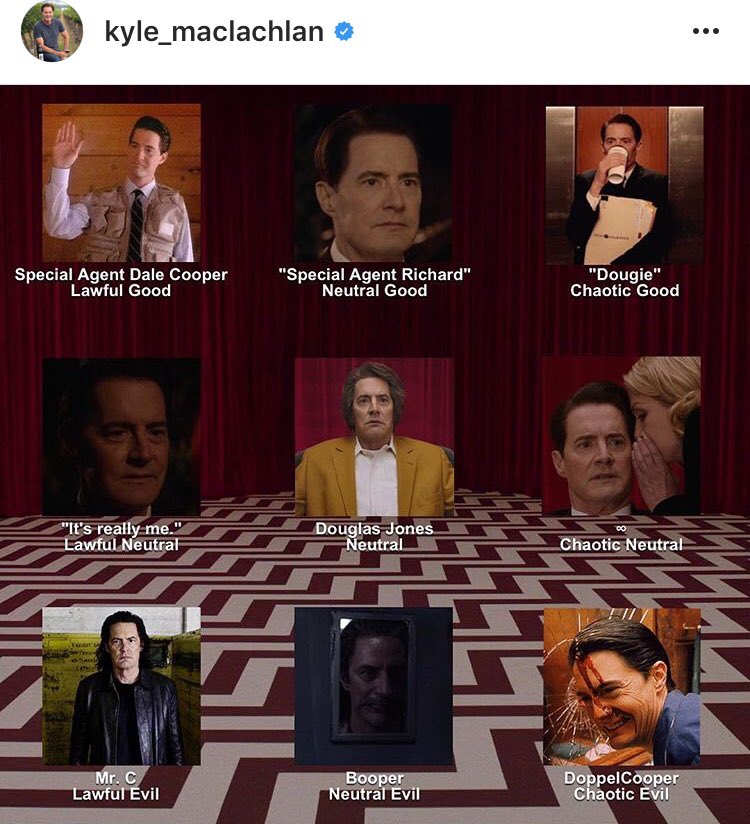 kyle_maclachlan
Special Agent Dale Cooper
Lawful Good
"Special Agent Richard"
Neutral Good
"Dougie"
Chaotic Good
"It's really me."
Lawful Neutral
Douglas Jones
Neutral
∞
Chaotic Neutral
Mr. C
Lawful Evil
Booper
Neutral Evil
DoppelCooper
Chaotic Evil